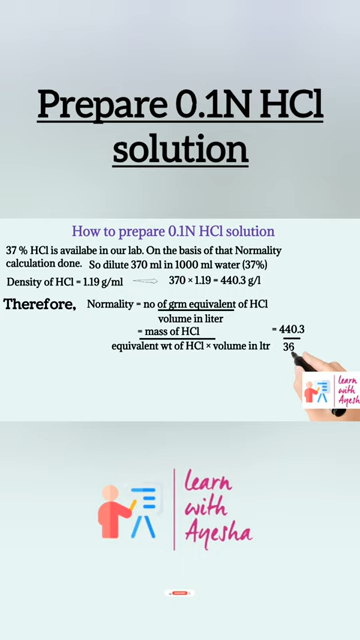 Prepare 0.1N HCl
solution
How to prepare 0.1N HCl solution
37 % HCl is availabe in our lab. On the basis of that Normality
calculation done. So dilute 370 ml in 1000 ml water (37%)
Density of HCl = 1.19 g/ml 370 × 1.19 = 440.3 g/l
Therefore, Normality = no of grm equivalent of HCl
volume in liter
= mass of HCl = 440.3
equivalent wt of HCl × volume in ltr 36
learn
with
Ayesha
learn
with
Ayesha